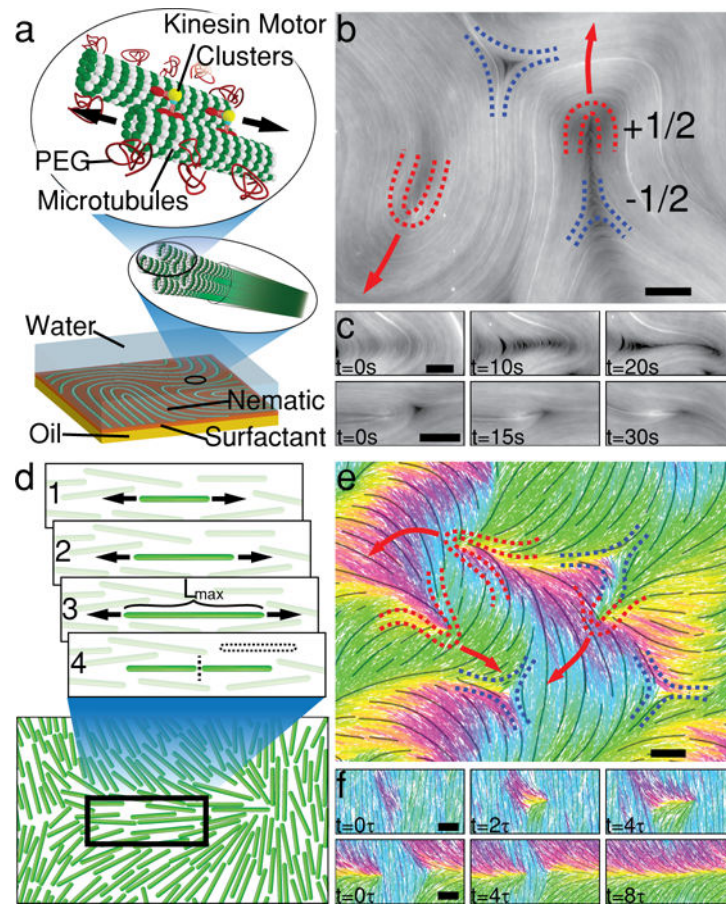 a
Kinesin Motor
Clusters
PEG
Microtubules
Water
Nematic
Surfactant
Oil
b
+1/2
-1/2
c
t=0s
t=10s
t=20s
t=0s
t=15s
t=30s
d
1
2
3
Lmax
4
e
f
t=0τ
t=2τ
t=4τ
t=0τ
t=4τ
t=8τ